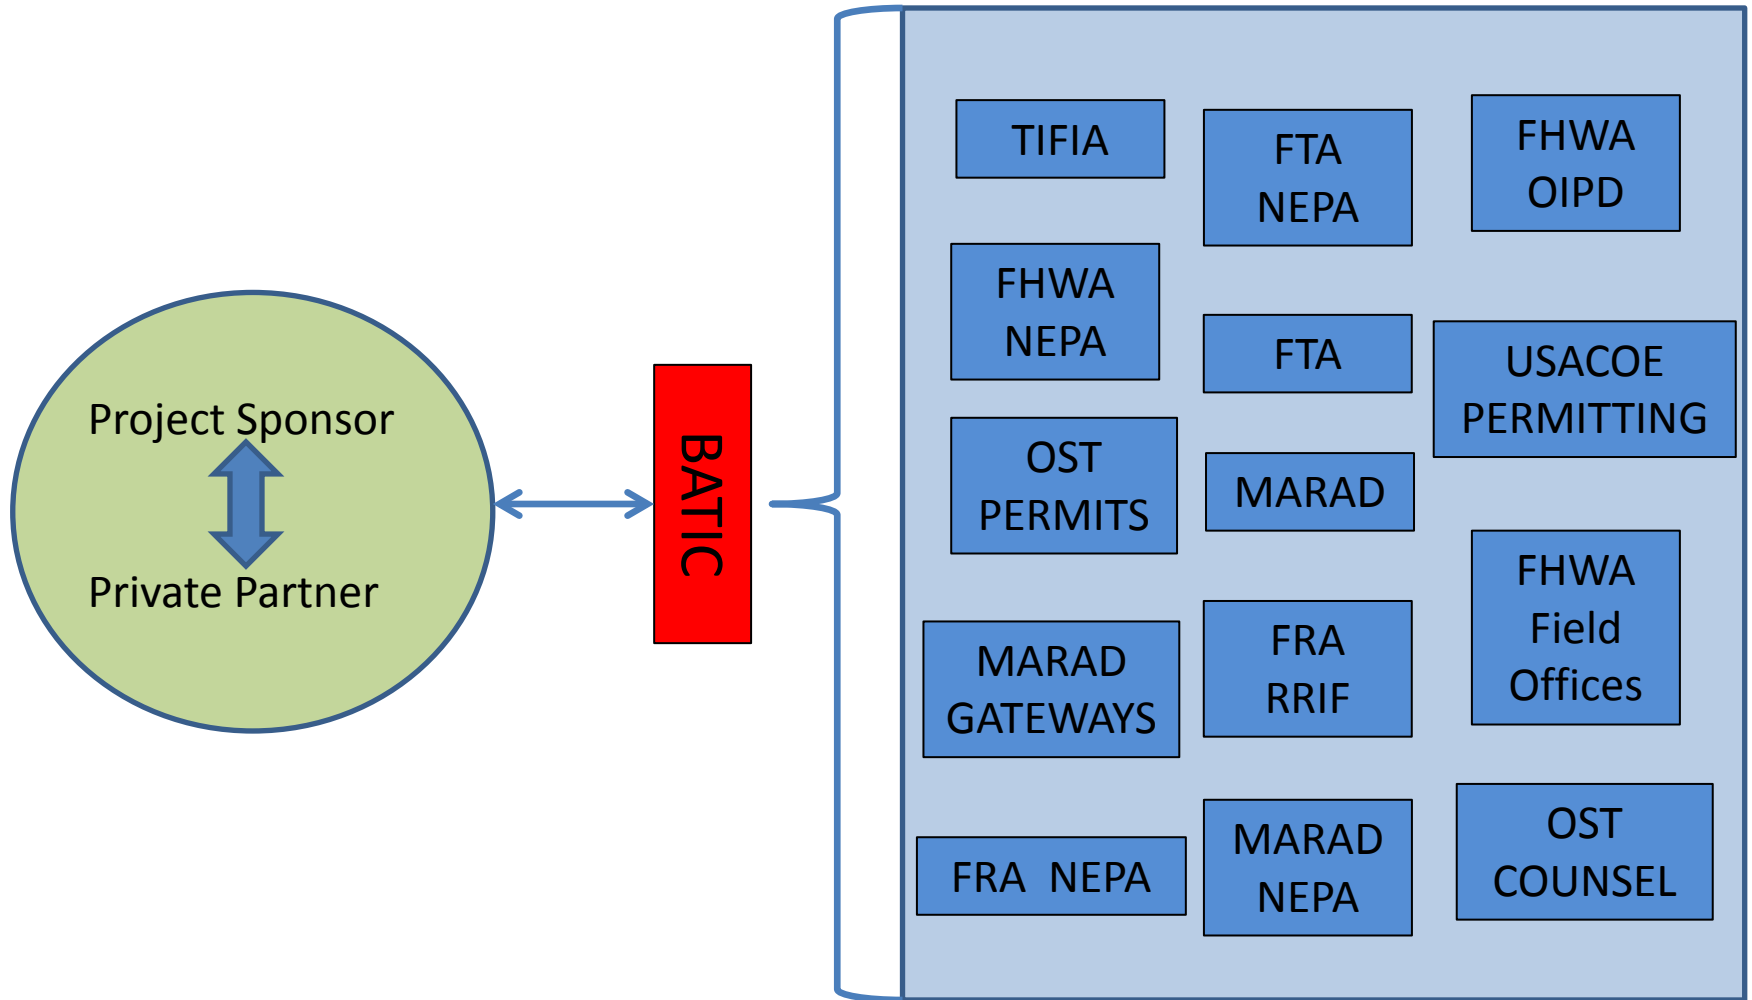 Project Sponsor
Private Partner
BATIC
TIFIA
FHWA
NEPA
OST
PERMITS
MARAD
GATEWAYS
FRA NEPA
FTA
NEPA
FTA
MARAD
FRA
RRIF
MARAD
NEPA
FHWA
OIPD
USACOE
PERMITTING
FHWA
Field
Offices
OST
COUNSEL